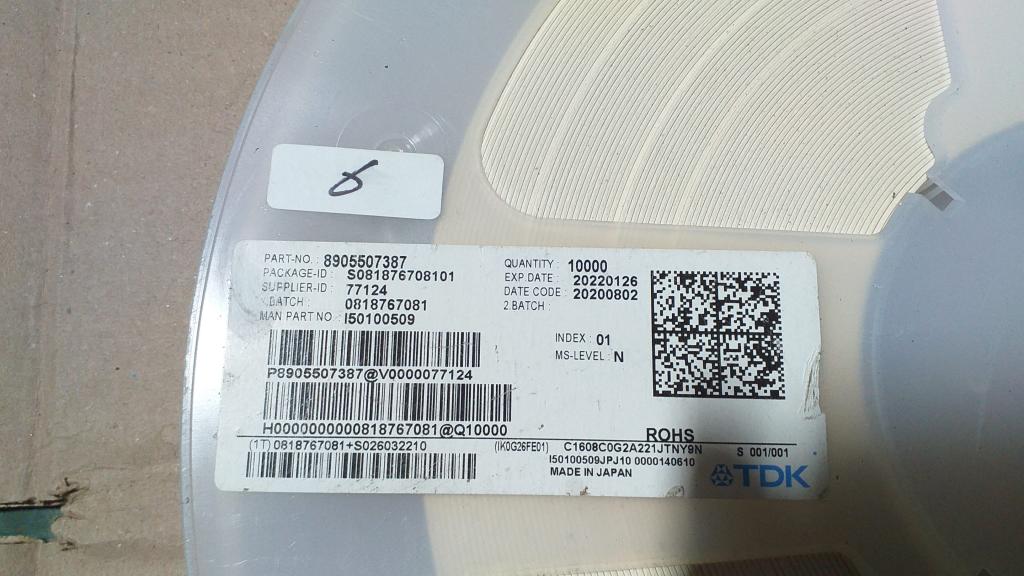 6
PART-NO. : 8905507387
PACKAGE-ID : S081876708101
SUPPLIER-ID : 77124
.BATCH : 0818767081
MAN PART NO : I50100509
QUANTITY : 10000
EXP.DATE : 20220126
DATE CODE : 20200802
2.BATCH :
INDEX : 01
MS-LEVEL : N
P8905507387@V0000077124
H0000000000818767081@Q10000
ROHS
(1T) 0818767081+S026032210
(IK0G26FE01) C1608C0G2A221JTNY9N S 001/001
I50100509JPJ10 0000140610
MADE IN JAPAN
TDK